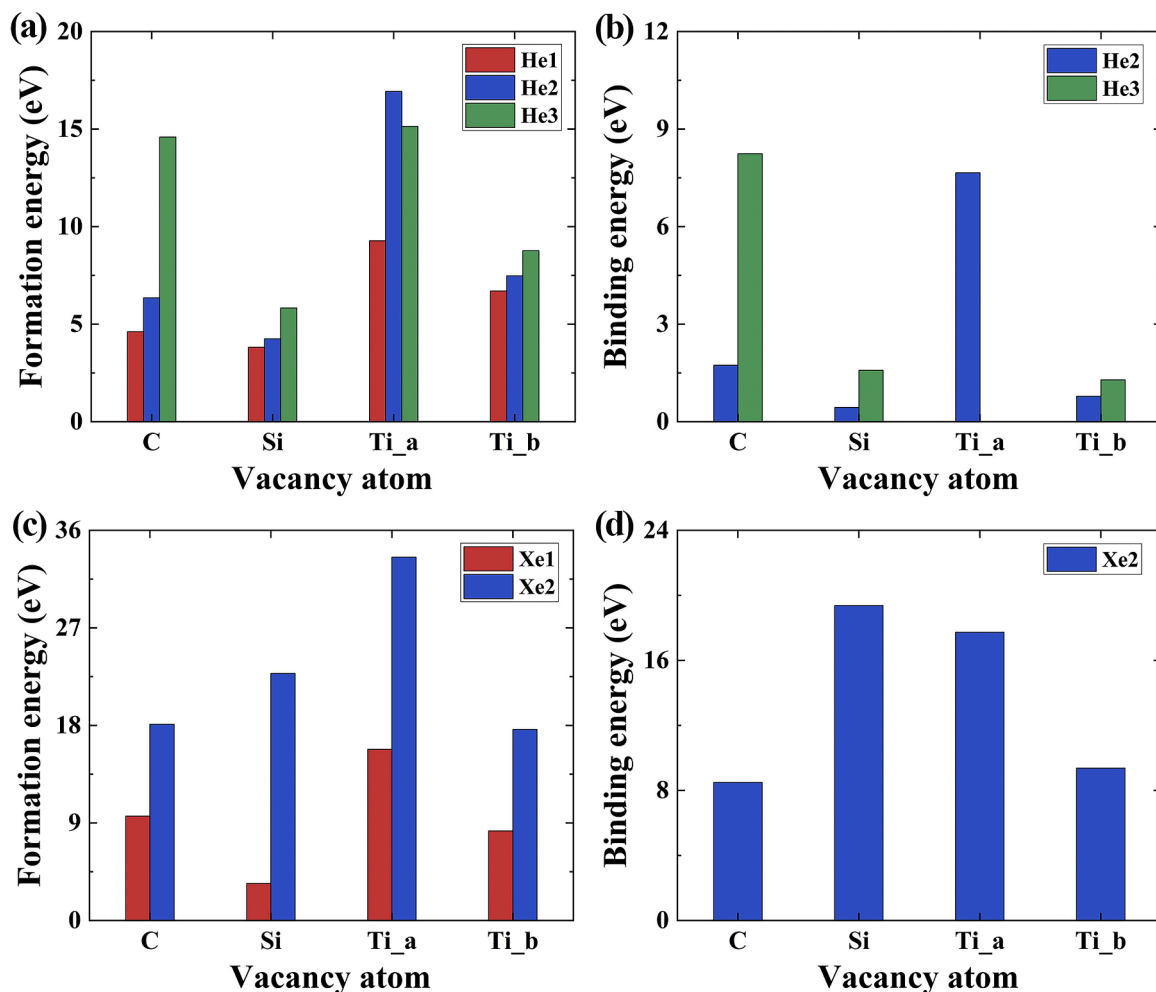 (a)
Formation energy (eV)
20
15
10
5
0
He1
He2
He3
C Si Ti_a Ti_b
Vacancy atom
(b)
Binding energy (eV)
12
9
6
3
0
He2
He3
C Si Ti_a Ti_b
Vacancy atom
(c)
Formation energy (eV)
36
27
18
9
0
Xe1
Xe2
C Si Ti_a Ti_b
Vacancy atom
(d)
Binding energy (eV)
24
16
8
0
Xe2
C Si Ti_a Ti_b
Vacancy atom